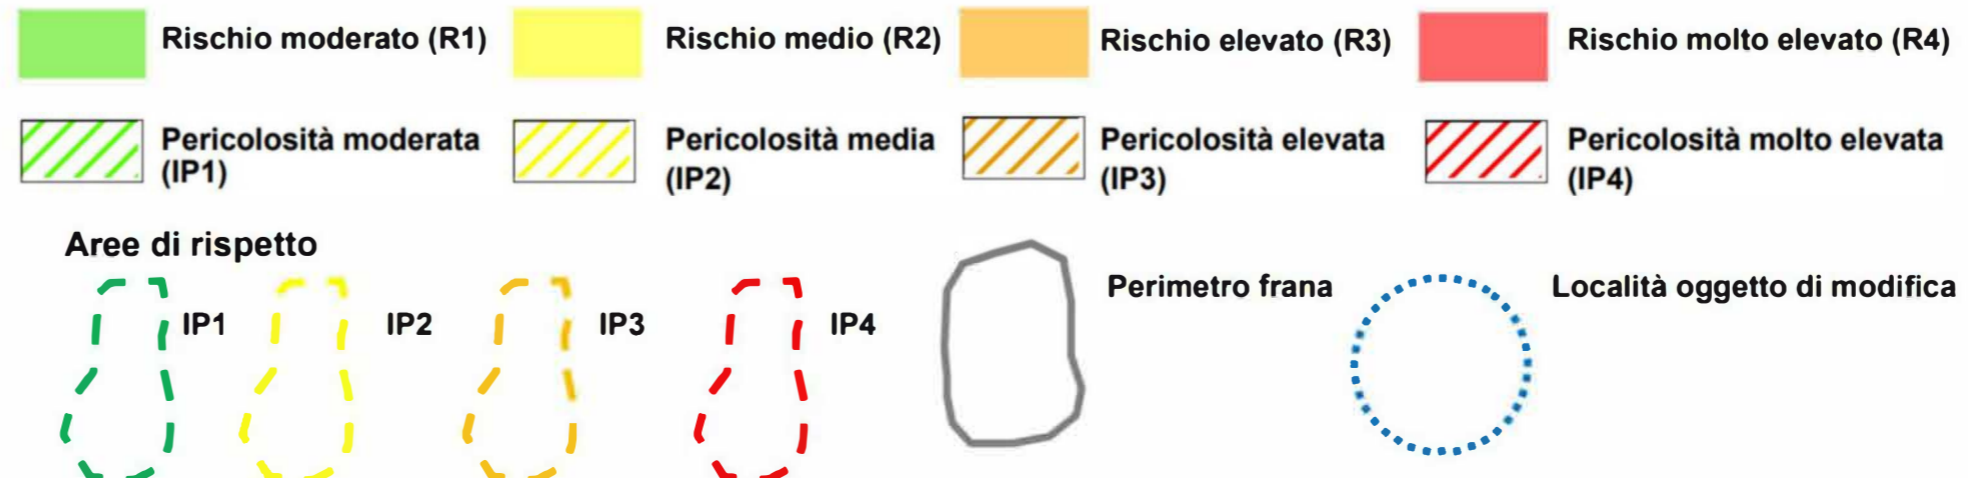 Rischio moderato (R1)
Rischio medio (R2)
Rischio elevato (R3)
Rischio molto elevato (R4)
Pericolosità moderata
(IP1)
Pericolosità media
(IP2)
Pericolosità elevata
(IP3)
Pericolosità molto elevata
(IP4)
Aree di rispetto
IP1
IP2
IP3
IP4
Perimetro frana
Località oggetto di modifica